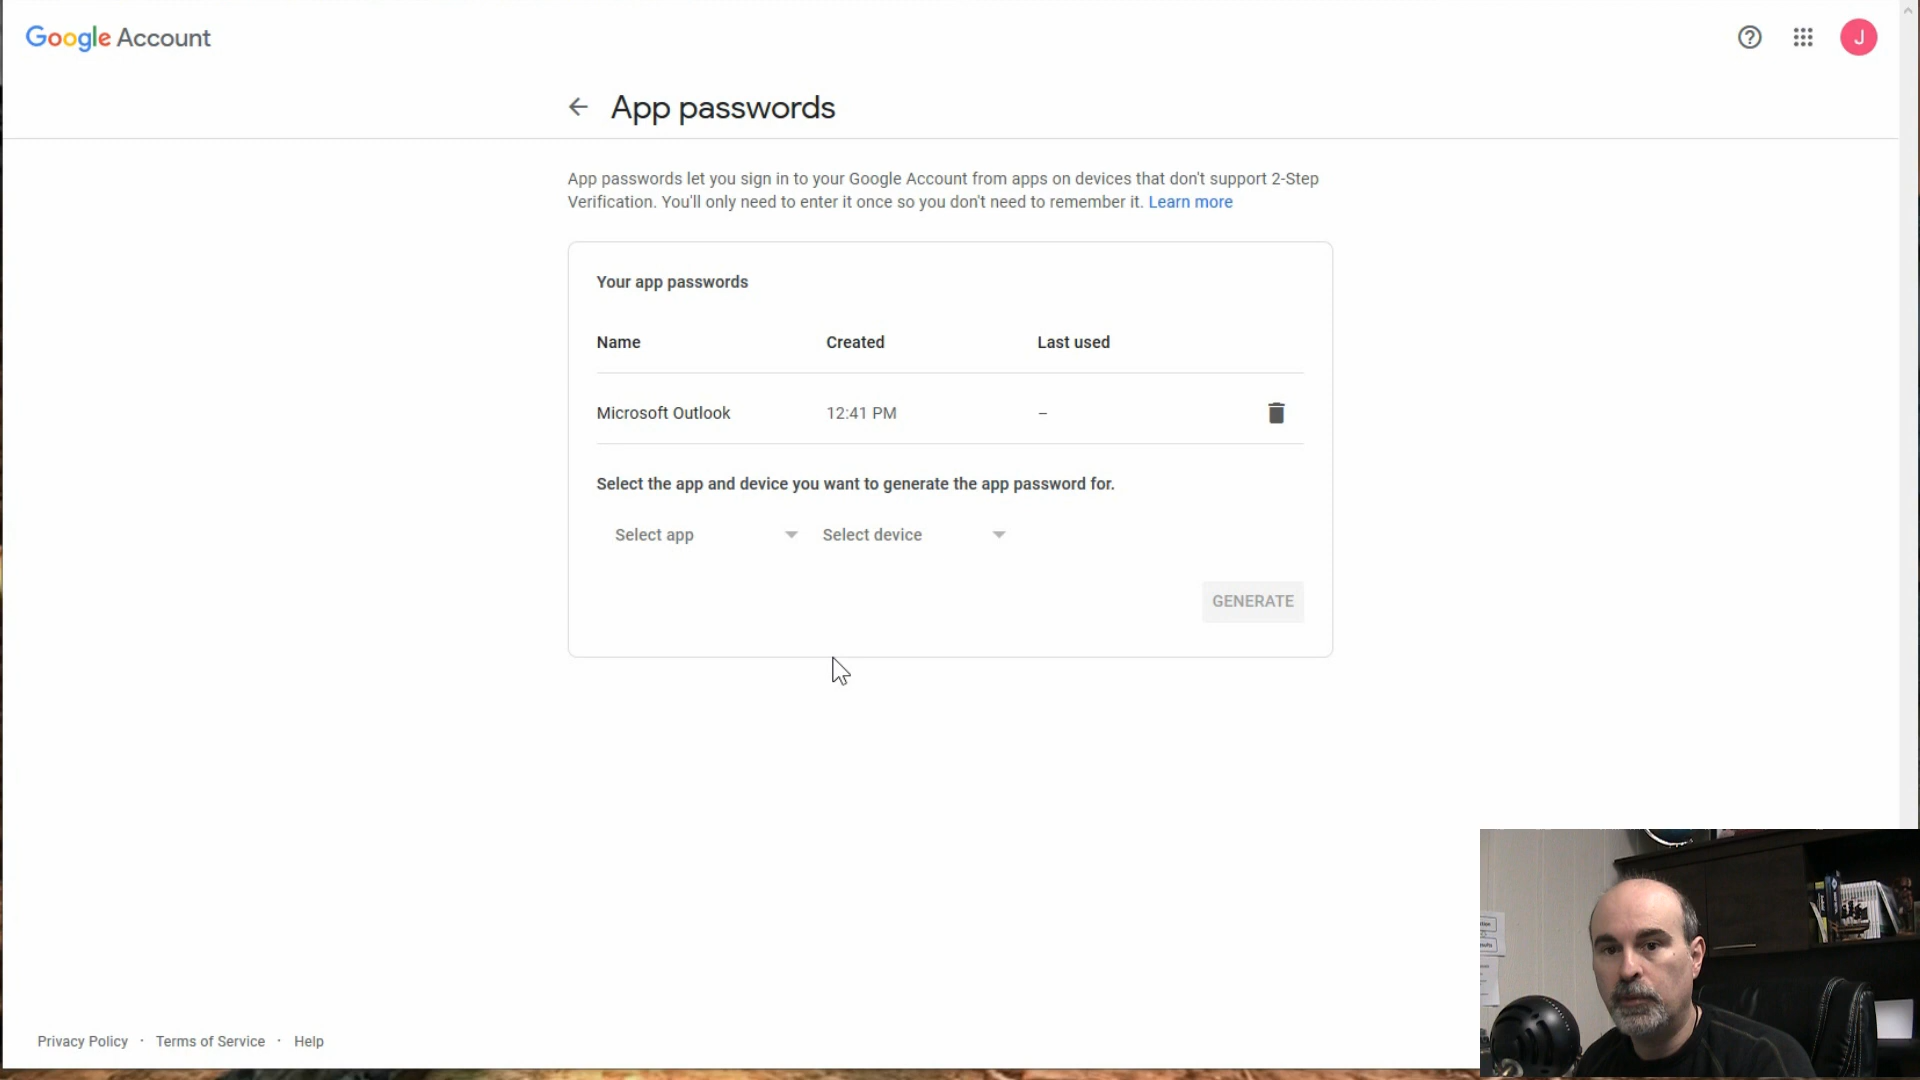 Google Account
J
App passwords
App passwords let you sign in to your Google Account from apps on devices that don't support 2-Step
Verification. You'll only need to enter it once so you don't need to remember it. Learn more
Your app passwords
Name Created Last used
Microsoft Outlook 12:41 PM –
Select the app and device you want to generate the app password for.
Select app Select device
GENERATE
Privacy Policy · Terms of Service · Help